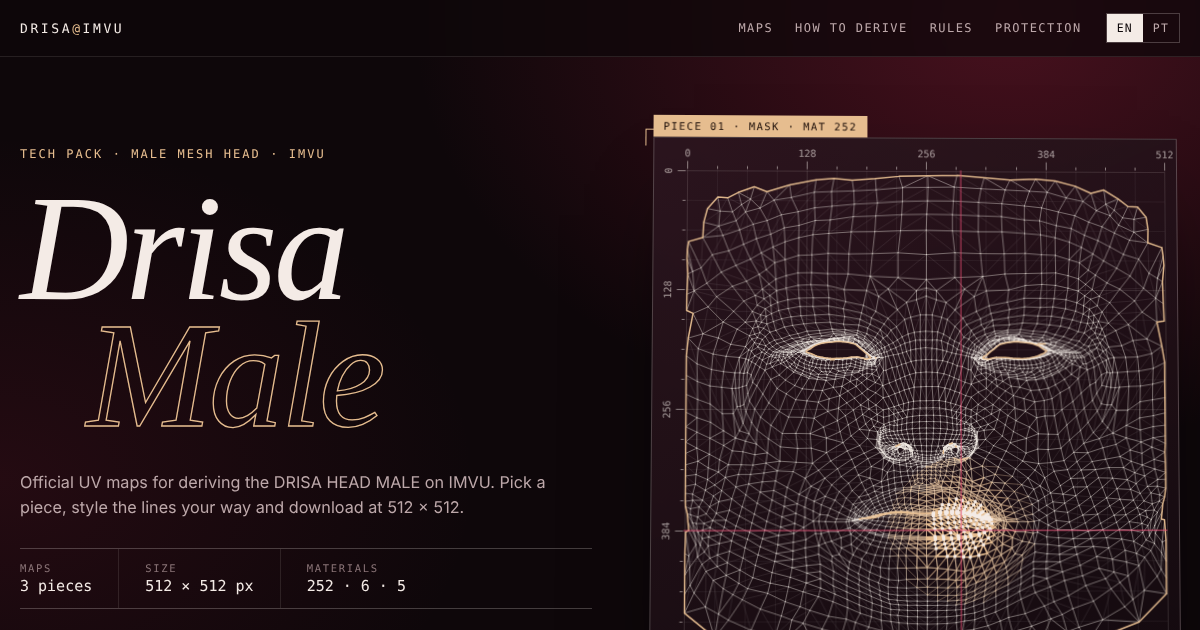 DRISA@IMVU
MAPS HOW TO DERIVE RULES PROTECTION EN PT
TECH PACK · MALE MESH HEAD · IMVU
Drisa
Male
Official UV maps for deriving the DRISA HEAD MALE on IMVU. Pick a
piece, style the lines your way and download at 512 × 512.
MAPS
3 pieces
SIZE
512 × 512 px
MATERIALS
252 · 6 · 5
PIECE 01 · MASK · MAT 252
0 128 256 384 512
0
128
256
384